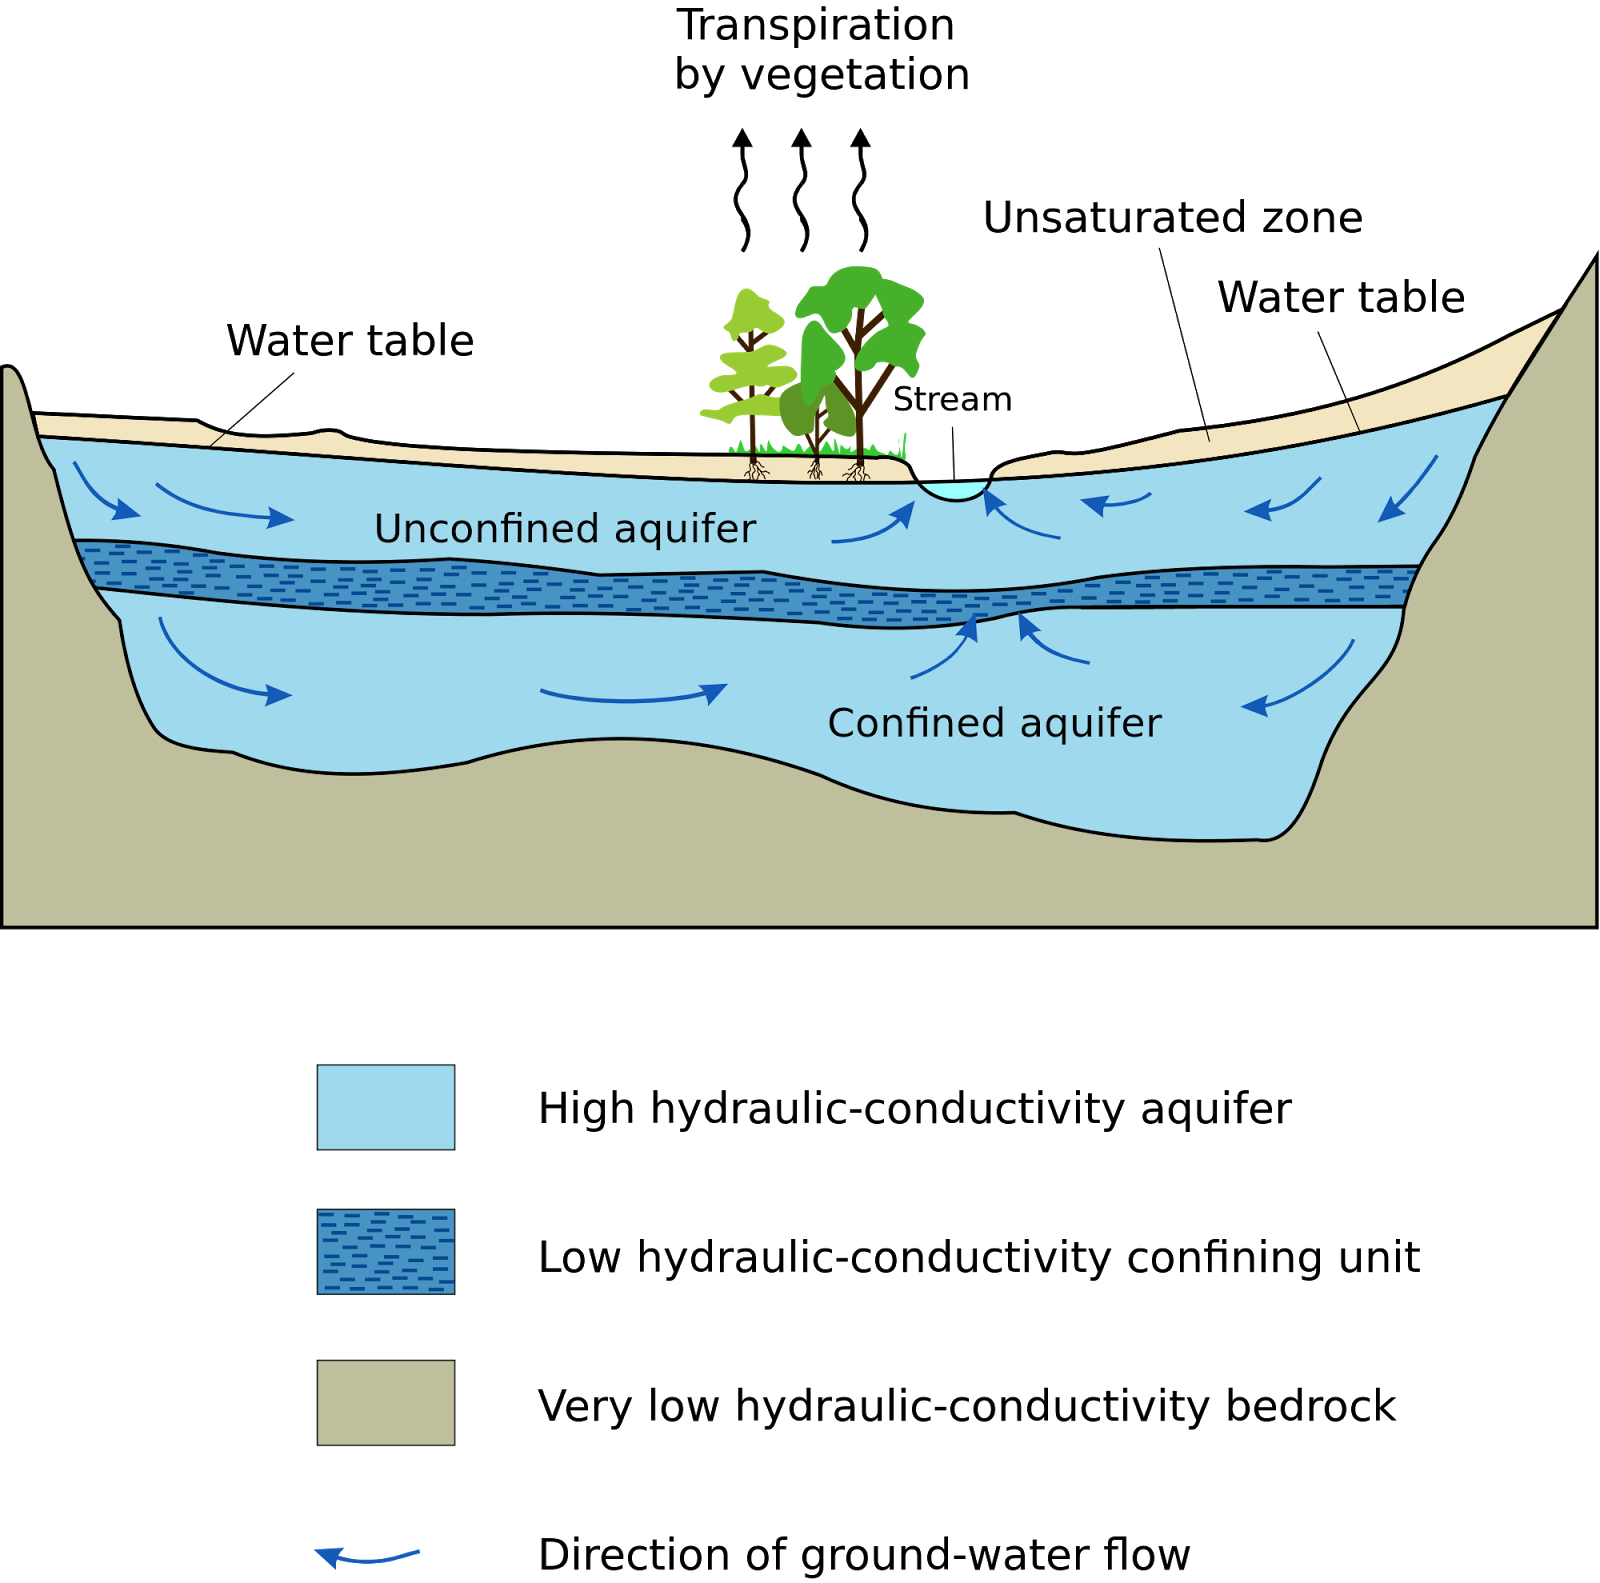 Transpiration
by vegetation
Unsaturated zone
Water table
Water table
Stream
Unconfined aquifer
Confined aquifer
High hydraulic-conductivity aquifer
Low hydraulic-conductivity confining unit
Very low hydraulic-conductivity bedrock
Direction of ground-water flow